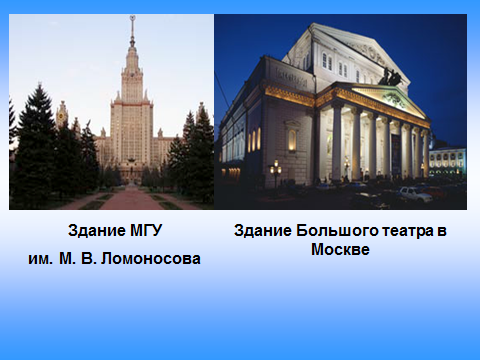 Здание МГУ
им. М. В. Ломоносова
Здание Большого театра в
Москве